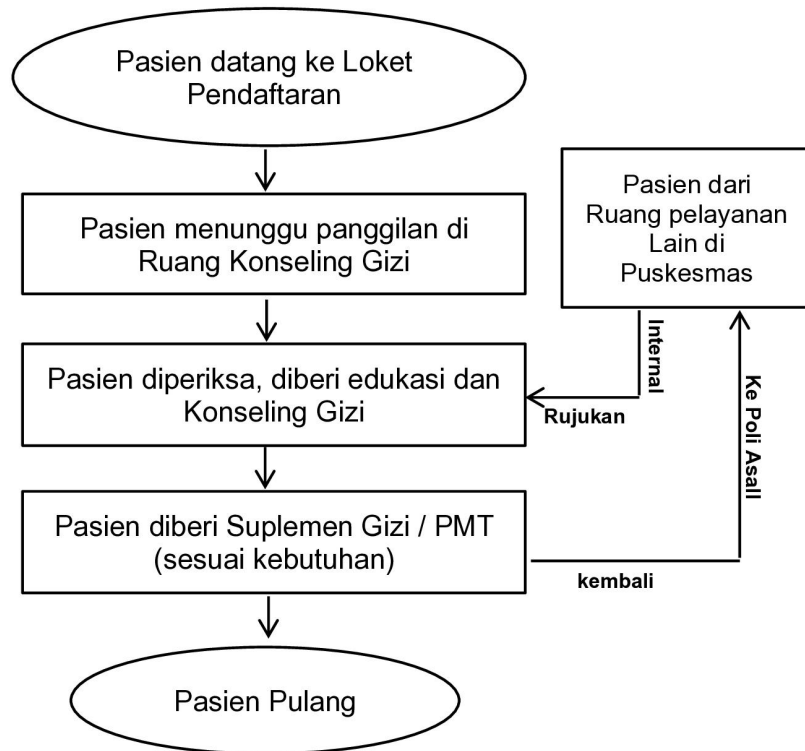 Pasien datang ke Loket
Pendaftaran
Pasien menunggu panggilan di
Ruang Konseling Gizi
Pasien dari
Ruang pelayanan
Lain di
Puskesmas
Pasien diperiksa, diberi edukasi dan
Konseling Gizi
Internal
Rujukan
Ke Poli Asall
Pasien diberi Suplemen Gizi / PMT
(sesuai kebutuhan)
kembali
Pasien Pulang